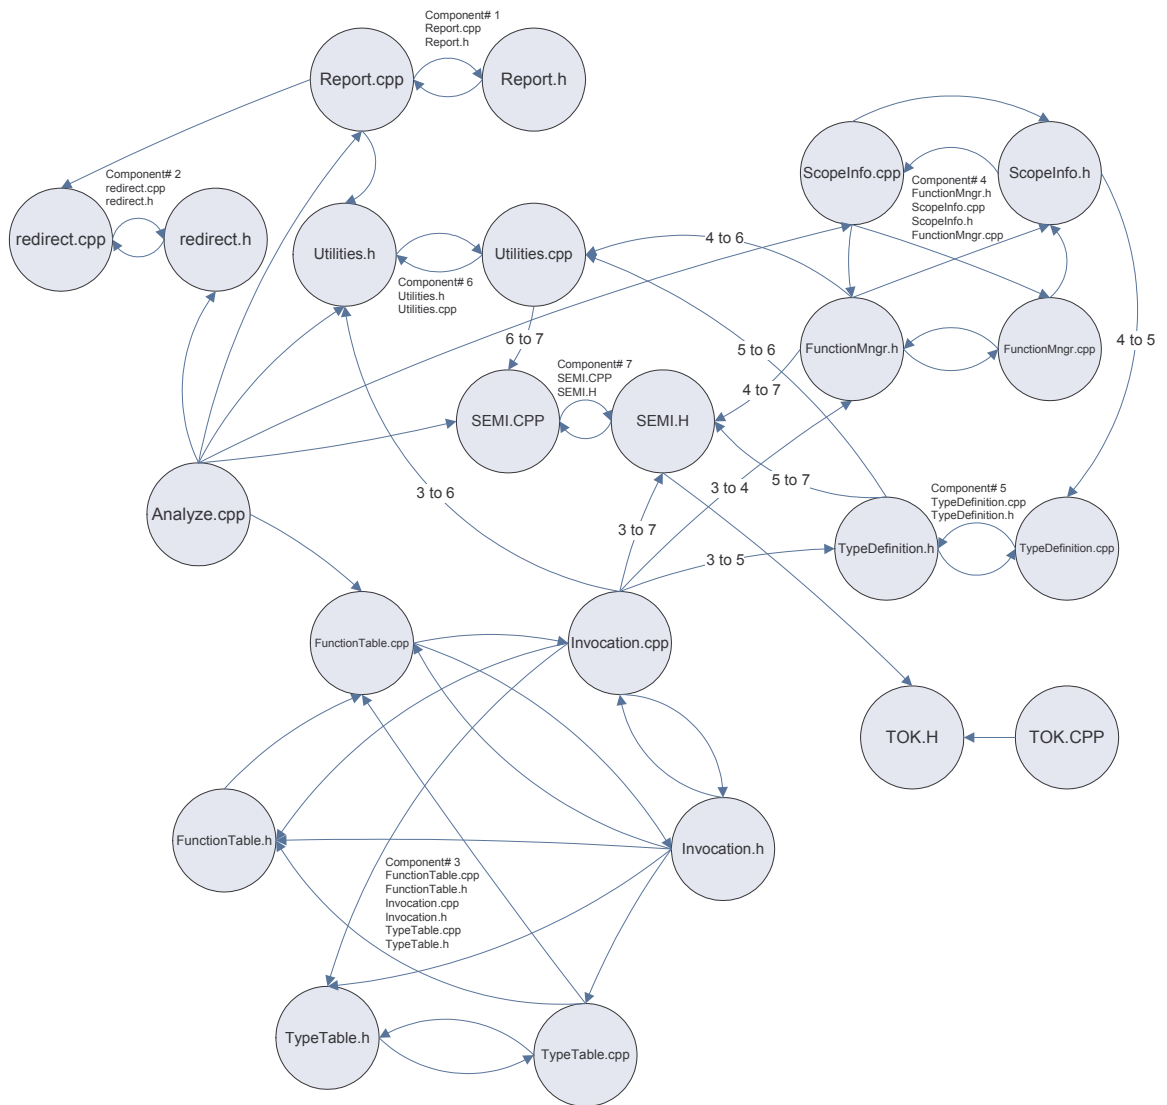 Component# 1
Report.cpp
Report.h
Report.cpp
Report.h
Component# 2
redirect.cpp
redirect.h
redirect.cpp
redirect.h
ScopeInfo.cpp
ScopeInfo.h
Component# 4
FunctionMngr.h
ScopeInfo.cpp
ScopeInfo.h
FunctionMngr.cpp
Utilities.h
Utilities.cpp
4 to 6
Component# 6
Utilities.h
Utilities.cpp
6 to 7
5 to 6
FunctionMngr.h
FunctionMngr.cpp
4 to 5
Component# 7
SEMI.CPP
SEMI.H
4 to 7
SEMI.CPP
SEMI.H
Analyze.cpp
3 to 6
3 to 4
5 to 7
3 to 7
3 to 5
Component# 5
TypeDefinition.cpp
TypeDefinition.h
TypeDefinition.h
TypeDefinition.cpp
FunctionTable.cpp
Invocation.cpp
TOK.H
TOK.CPP
FunctionTable.h
Invocation.h
Component# 3
FunctionTable.cpp
FunctionTable.h
Invocation.cpp
Invocation.h
TypeTable.cpp
TypeTable.h
TypeTable.h
TypeTable.cpp